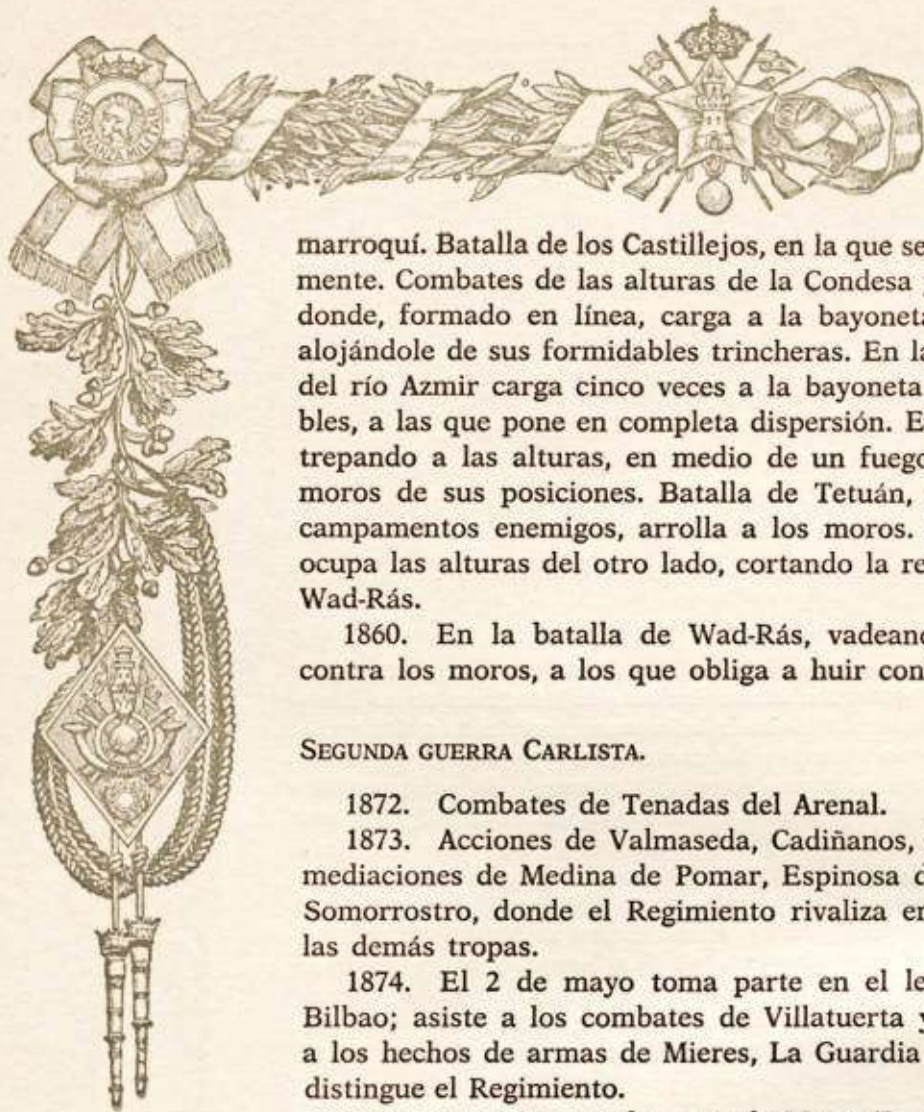 ENSEÑANZA MILITAR
marroquí. Batalla de los Castillejos, en la que se
mente. Combates de las alturas de la Condesa
donde, formado en línea, carga a la bayoneta
alojándole de sus formidables trincheras. En la
del río Azmir carga cinco veces a la bayoneta
bles, a las que pone en completa dispersión. E
trepando a las alturas, en medio de un fuego
moros de sus posiciones. Batalla de Tetuán,
campamentos enemigos, arrolla a los moros.
ocupa las alturas del otro lado, cortando la re
Wad-Rás.
1860. En la batalla de Wad-Rás, vadean
contra los moros, a los que obliga a huir con
SEGUNDA GUERRA CARLISTA.
1872. Combates de Tenadas del Arenal.
1873. Acciones de Valmaseda, Cadiñanos,
mediaciones de Medina de Pomar, Espinosa d
Somorrostro, donde el Regimiento rivaliza en
las demás tropas.
1874. El 2 de mayo toma parte en el le
Bilbao; asiste a los combates de Villatuerta y
a los hechos de armas de Mieres, La Guardia
distingue el Regimiento.